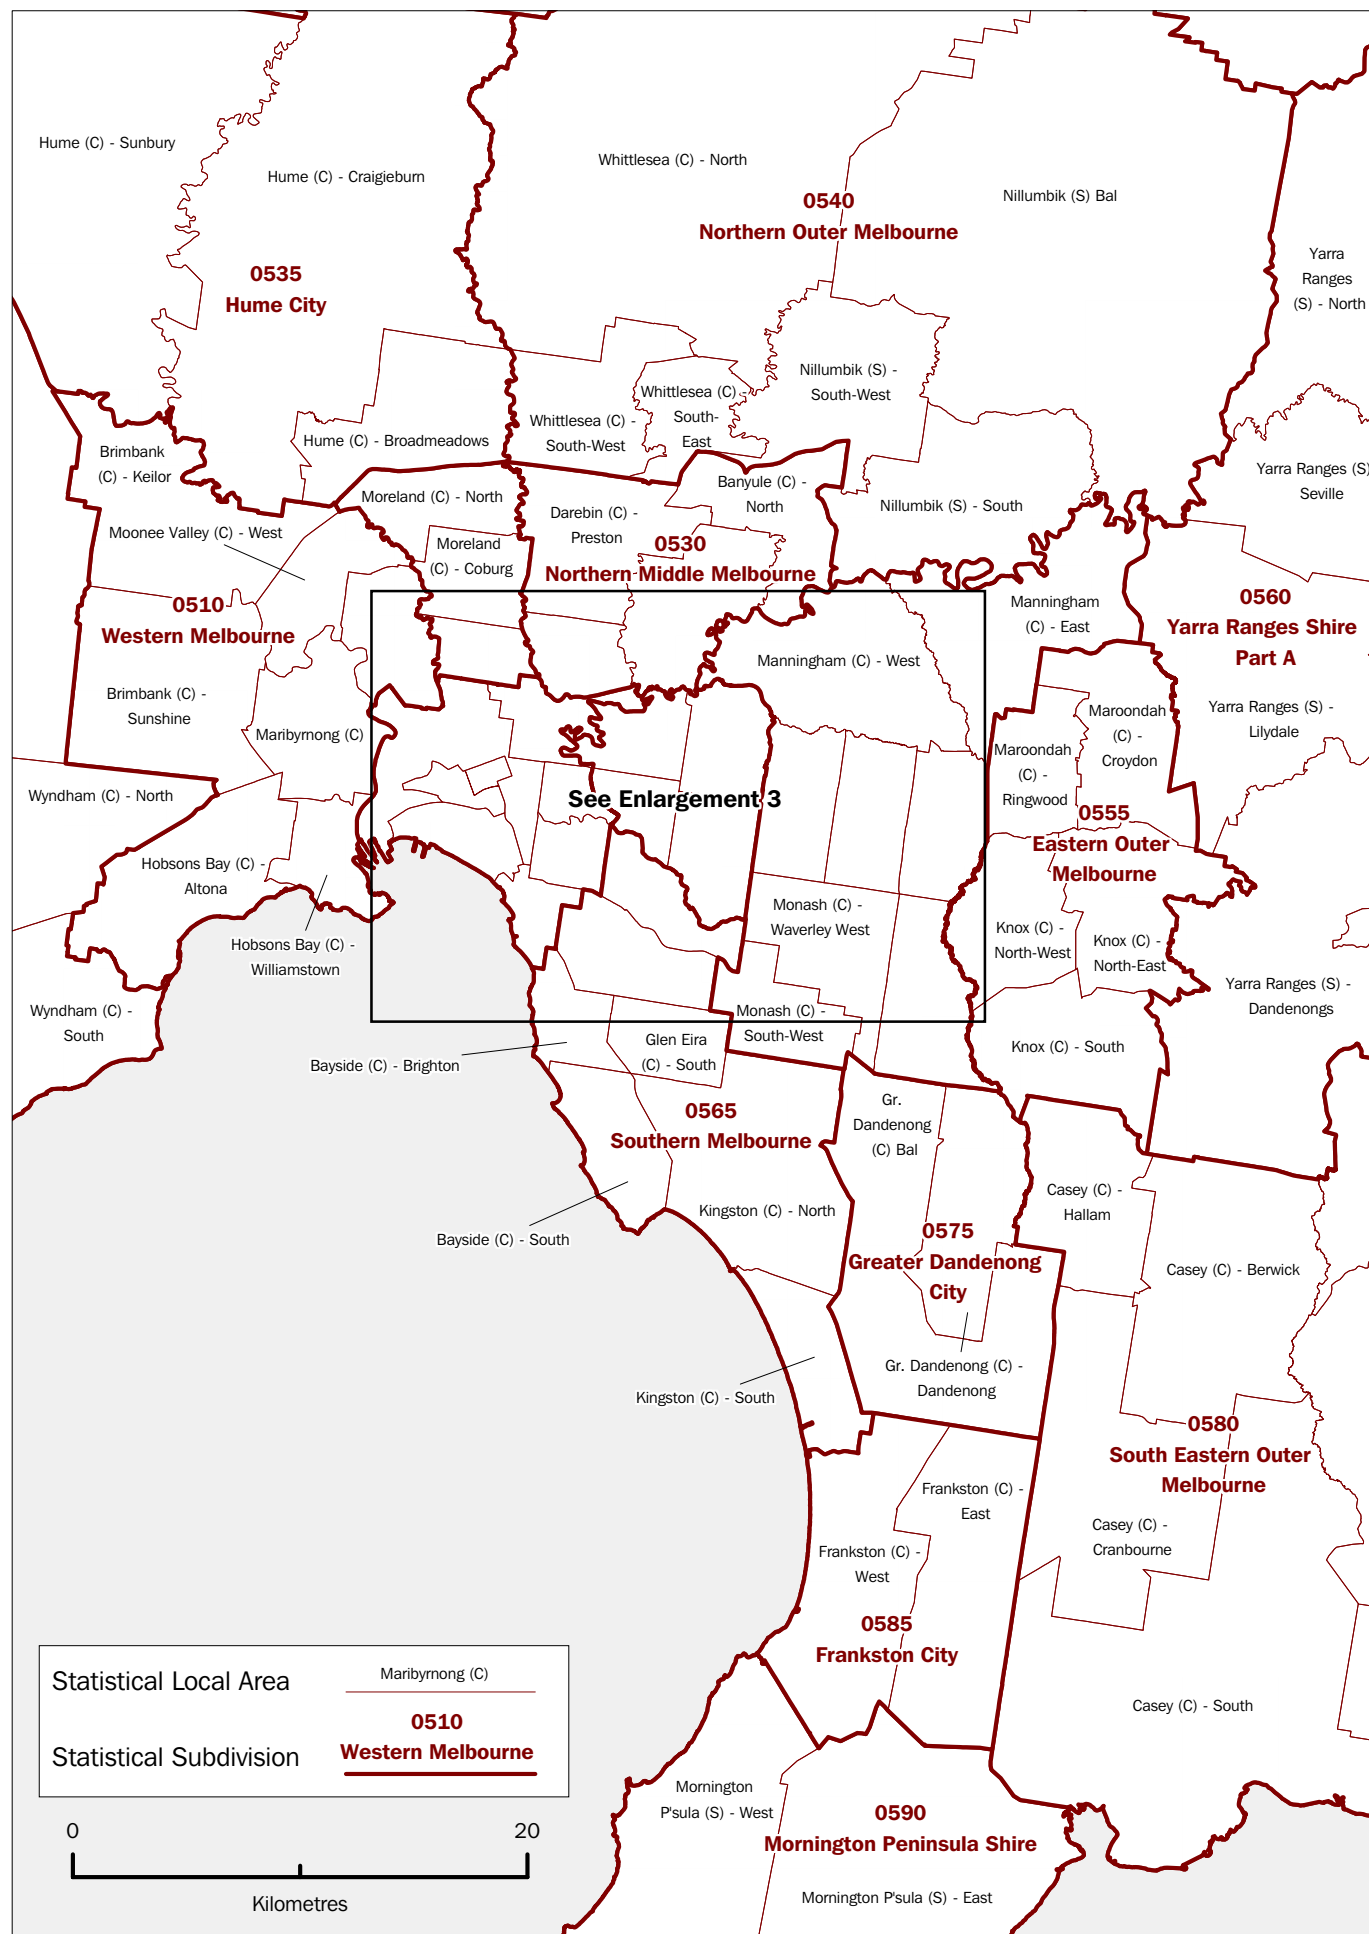 Hume (C) - Sunbury
Hume (C) - Craigieburn
Whittlesea (C) - North
0540
Northern Outer Melbourne
Nillumbik (S) Bal
Yarra
Ranges
(S) - North
0535
Hume City
Nillumbik (S) -
South-West
Whittlesea (C) -
South-
East
Whittlesea (C) -
South-West
Hume (C) - Broadmeadows
Brimbank
(C) - Keilor
Yarra Ranges (S)
Seville
Moreland (C) - North
Banyule (C) -
North
Nillumbik (S) - South
Darebin (C) -
Preston
Moonee Valley (C) - West
Moreland
(C) - Coburg
0530
Northern Middle Melbourne
0510
Western Melbourne
Manningham
(C) - East
0560
Yarra Ranges Shire
Part A
Manningham (C) - West
Brimbank (C) -
Sunshine
Maribyrnong (C)
Maroondah
(C) -
Croydon
Yarra Ranges (S) -
Lilydale
Maroondah
(C) -
Ringwood
Wyndham (C) - North
See Enlargement 3
0555
Eastern Outer
Melbourne
Hobsons Bay (C) -
Altona
Monash (C) -
Waverley West
Knox (C) -
North-West
Knox (C) -
North-East
Hobsons Bay (C) -
Williamstown
Yarra Ranges (S) -
Dandenongs
Wyndham (C) -
South
Monash (C) -
South-West
Glen Eira
(C) - South
Knox (C) - South
Bayside (C) - Brighton
Gr.
Dandenong
(C) Bal
0565
Southern Melbourne
Casey (C) -
Hallam
Kingston (C) - North
Bayside (C) - South
0575
Greater Dandenong
City
Casey (C) - Berwick
Gr. Dandenong (C) -
Dandenong
Kingston (C) - South
0580
South Eastern Outer
Melbourne
Frankston (C) -
East
Casey (C) -
Cranbourne
Frankston (C) -
West
0585
Frankston City
Casey (C) - South
Statistical Local Area
Maribyrnong (C)
Statistical Subdivision
0510
Western Melbourne
Mornington
P'sula (S) - West
0590
Mornington Peninsula Shire
Mornington P'sula (S) - East
0 20
Kilometres